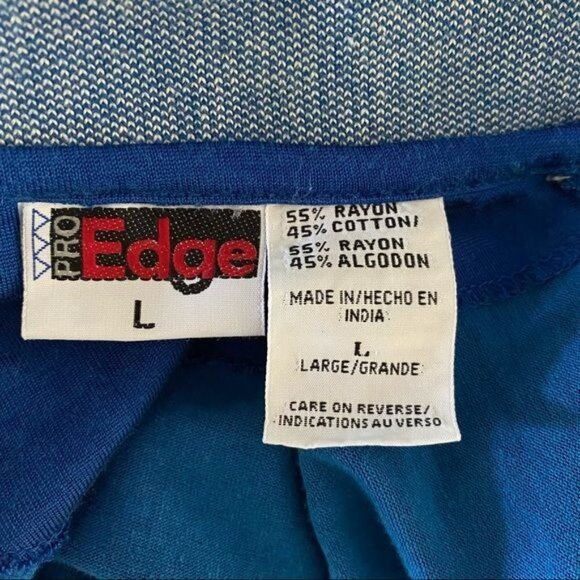 PRO Edge
L
55% RAYON
45% COTTON/
55% RAYON
45% ALGODON
MADE IN/HECHO EN
INDIA
L
LARGE/GRANDE
CARE ON REVERSE/
INDICATIONS AU VERSO